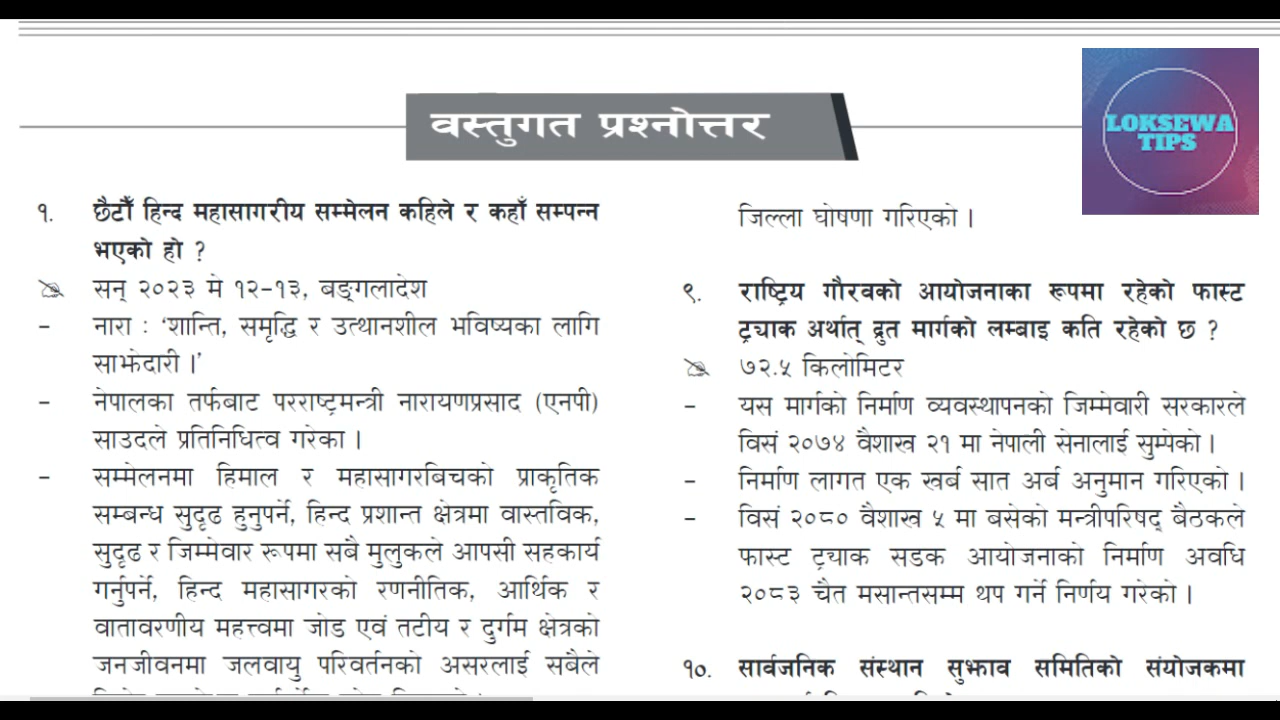 वस्तुगत प्रश्नोत्तर
LOKSEWA
TIPS
१. छैटौँ हिन्द महासागरीय सम्मेलन कहिले र कहाँ सम्पन्न
भएको हो ?
सन् २०२३ मे १२-१३, बङ्गलादेश
- नारा : 'शान्ति, समृद्धि र उत्थानशील भविष्यका लागि
साझेदारी ।'
- नेपालका तर्फबाट परराष्ट्रमन्त्री नारायणप्रसाद (एनपी)
साउदले प्रतिनिधित्व गरेका ।
- सम्मेलनमा हिमाल र महासागरबिचको प्राकृतिक
सम्बन्ध सुदृढ हुनुपर्ने, हिन्द प्रशान्त क्षेत्रमा वास्तविक,
सुदृढ र जिम्मेवार रूपमा सबै मुलुकले आपसी सहकार्य
गर्नुपर्ने, हिन्द महासागरको रणनीतिक, आर्थिक र
वातावरणीय महत्त्वमा जोड एवं तटीय र दुर्गम क्षेत्रको
जनजीवनमा जलवायु परिवर्तनको असरलाई सबैले
जिल्ला घोषणा गरिएको ।
९. राष्ट्रिय गौरवको आयोजनाका रूपमा रहेको फास्ट
ट्र्याक अर्थात् द्रुत मार्गको लम्बाइ कति रहेको छ ?
७२.५ किलोमिटर
- यस मार्गको निर्माण व्यवस्थापनको जिम्मेवारी सरकारले
विसं २०७४ वैशाख २१ मा नेपाली सेनालाई सुम्पेको ।
- निर्माण लागत एक खर्ब सात अर्ब अनुमान गरिएको ।
- विसं २०८० वैशाख ५ मा बसेको मन्त्रीपरिषद् बैठकले
फास्ट ट्र्याक सडक आयोजनाको निर्माण अवधि
२०८३ चैत मसान्तसम्म थप गर्ने निर्णय गरेको ।
१०. सार्वजनिक संस्थान सुझाव समितिको संयोजकमा